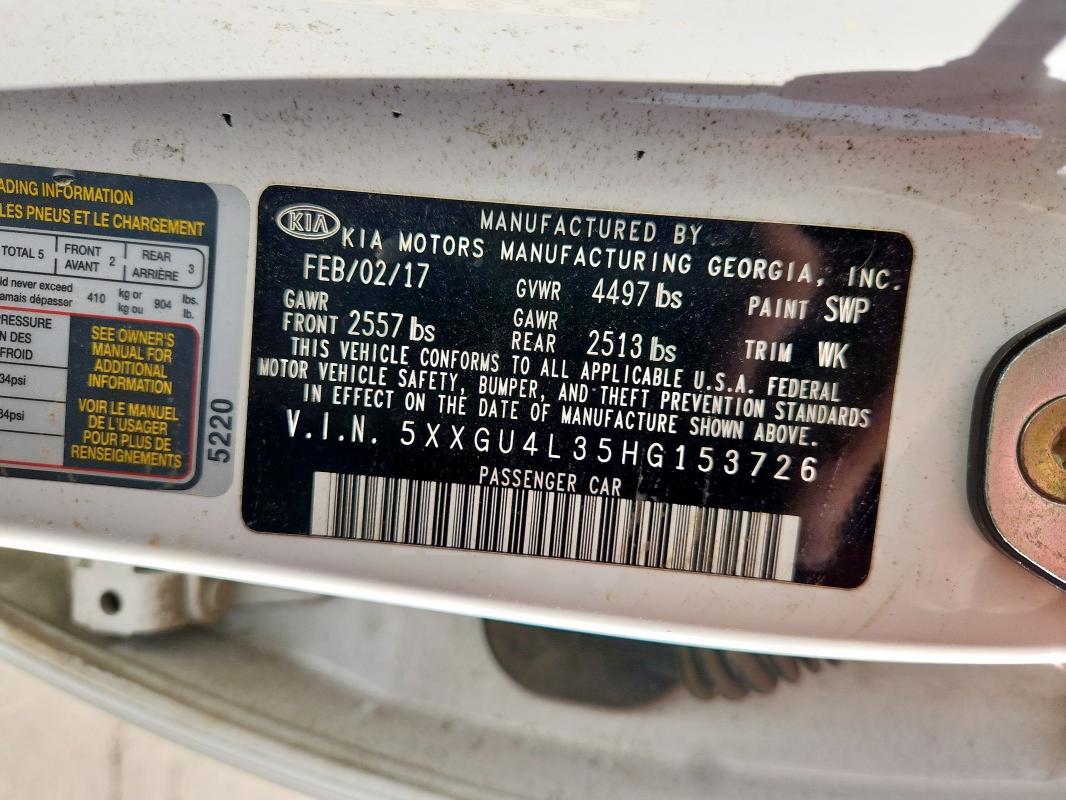 ADING INFORMATION
LES PNEUS ET LE CHARGEMENT
TOTAL 5 FRONT AVANT 2 REAR ARRIÈRE 3
ld never exceed
amais dépasser 410 kg or kg ou 904 lbs. lb.
RESSURE
N DES
FROID
34psi
34psi
SEE OWNER'S
MANUAL FOR
ADDITIONAL
INFORMATION
VOIR LE MANUEL
DE L'USAGER
POUR PLUS DE
RENSEIGNEMENTS
5220
KIA
MANUFACTURED BY
KIA MOTORS MANUFACTURING GEORGIA, INC.
FEB/02/17 GVWR 4497 lbs PAINT SWP
GAWR FRONT 2557 lbs GAWR REAR 2513 lbs TRIM WK
THIS VEHICLE CONFORMS TO ALL APPLICABLE U.S.A. FEDERAL
MOTOR VEHICLE SAFETY, BUMPER, AND THEFT PREVENTION STANDARDS
IN EFFECT ON THE DATE OF MANUFACTURE SHOWN ABOVE.
V.I.N. 5XXGU4L35HG153726
PASSENGER CAR